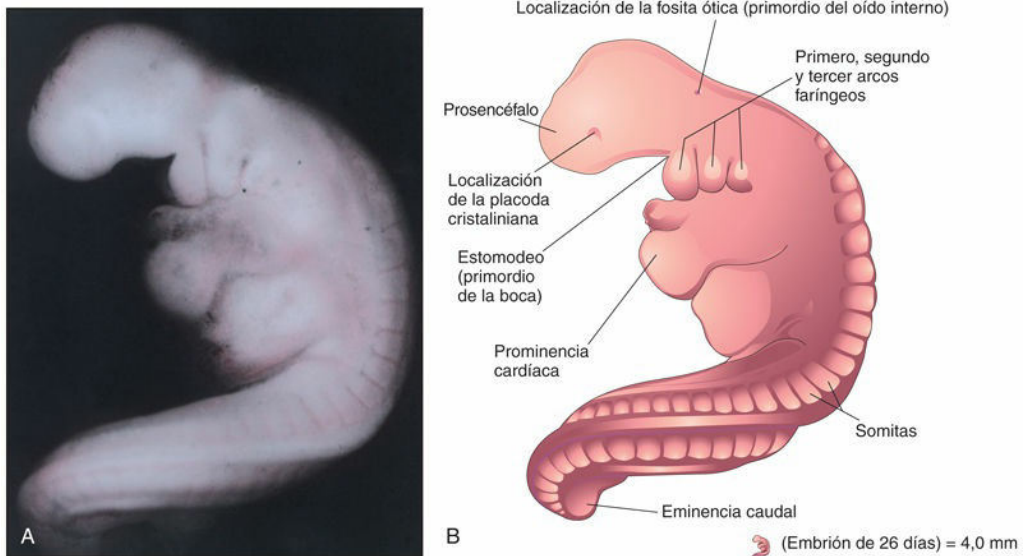 Localización de la fosita ótica (primordio del oído interno)
Primero, segundo
y tercer arcos
faríngeos
Prosencéfalo
Localización
de la placoda
cristaliniana
Estomodeo
(primordio
de la boca)
Prominencia
cardíaca
Somitas
Eminencia caudal
A
B
(Embrión de 26 días) = 4,0 mm